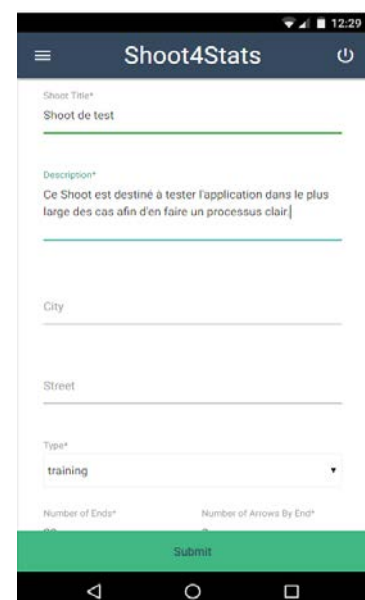 12:29
Shoot4Stats
Shoot Title*
Shoot de test
Description*
Ce Shoot est destiné à tester l'application dans le plus
large des cas afin d'en faire un processus clair.
City
Street
Type*
training
Number of Ends* Number of Arrows By End*
Submit